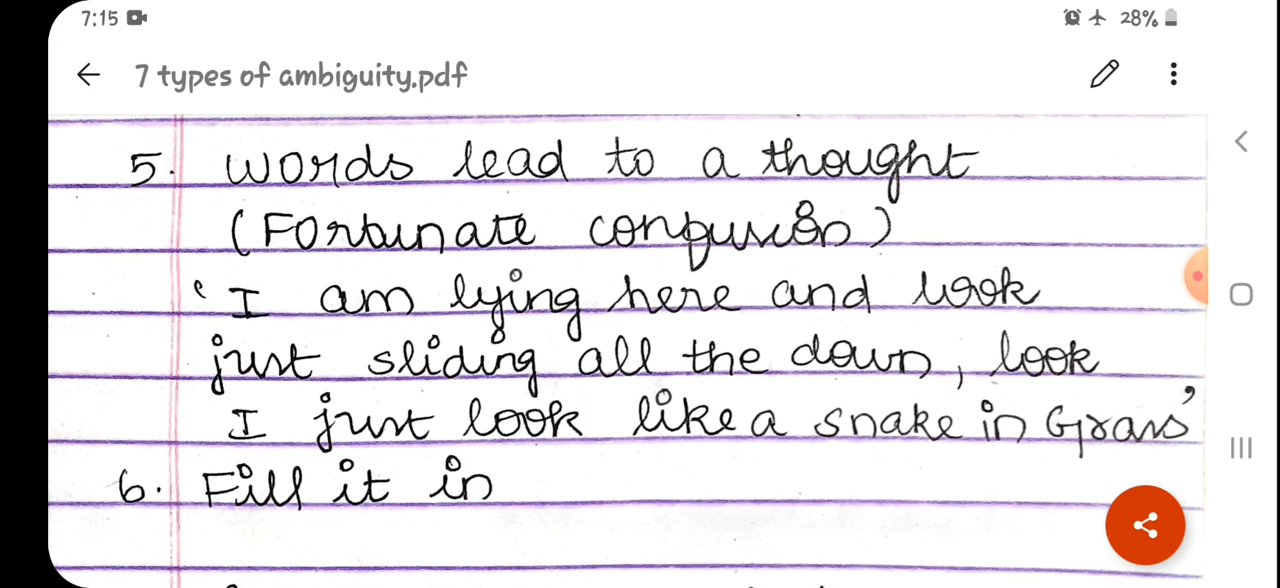 7:15 28%
7 types of ambiguity.pdf
5. Words lead to a thought
(Fortunate confusion)
'I am lying here and look
just sliding all the down, look
I just look like a snake in Grass'
6. Fill it in